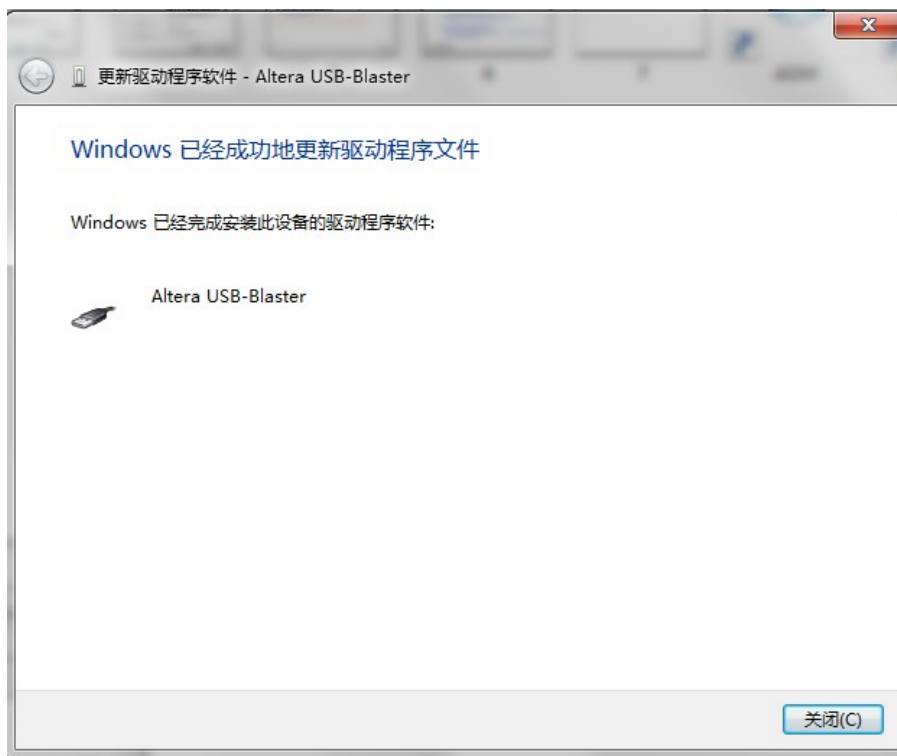 更新驱动程序软件 - Altera USB-Blaster
Windows 已经成功地更新驱动程序文件
Windows 已经完成安装此设备的驱动程序软件:
Altera USB-Blaster
关闭(C)